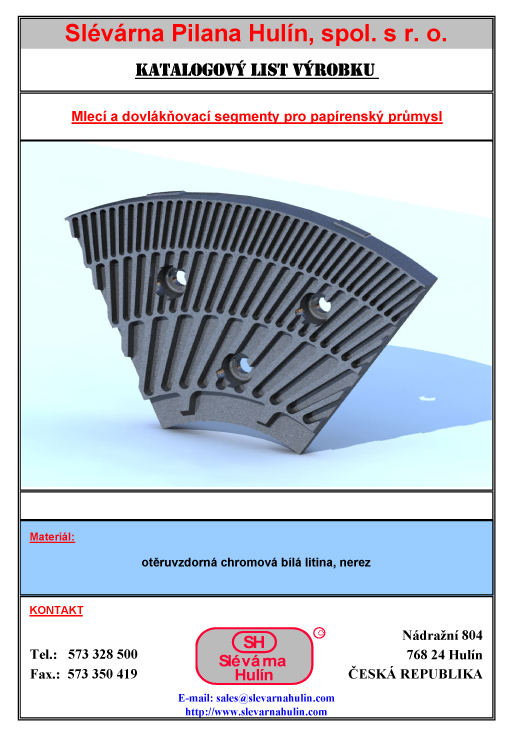 Slévárna Pilana Hulín, spol. s r. o.
KATALOGOVÝ LIST VÝROBKU
Mlecí a dovlákňovací segmenty pro papírenský průmysl
Materiál:
otěruvzdorná chromová bílá litina, nerez
KONTAKT
Tel.: 573 328 500
Fax.: 573 350 419
SH
Slévárna
Hulín
Nádražní 804
768 24 Hulín
ČESKÁ REPUBLIKA
E-mail: sales@slevarnahulin.com
http://www.slevarnahulin.com